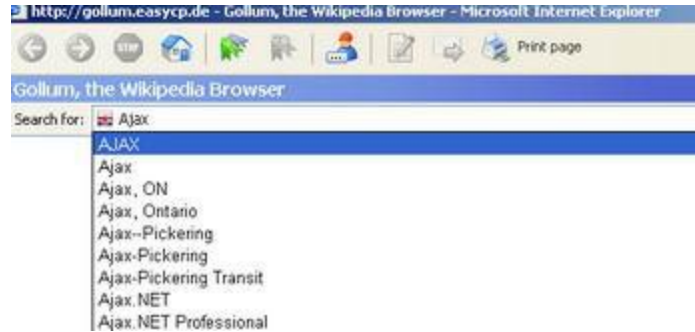 http://gollum.easycp.de - Gollum, the Wikipedia Browser - Microsoft Internet Explorer
STOP
Print page
Gollum, the Wikipedia Browser
Search for: Ajax
AJAX
Ajax
Ajax, ON
Ajax, Ontario
Ajax--Pickering
Ajax-Pickering
Ajax-Pickering Transit
Ajax.NET
Ajax.NET Professional